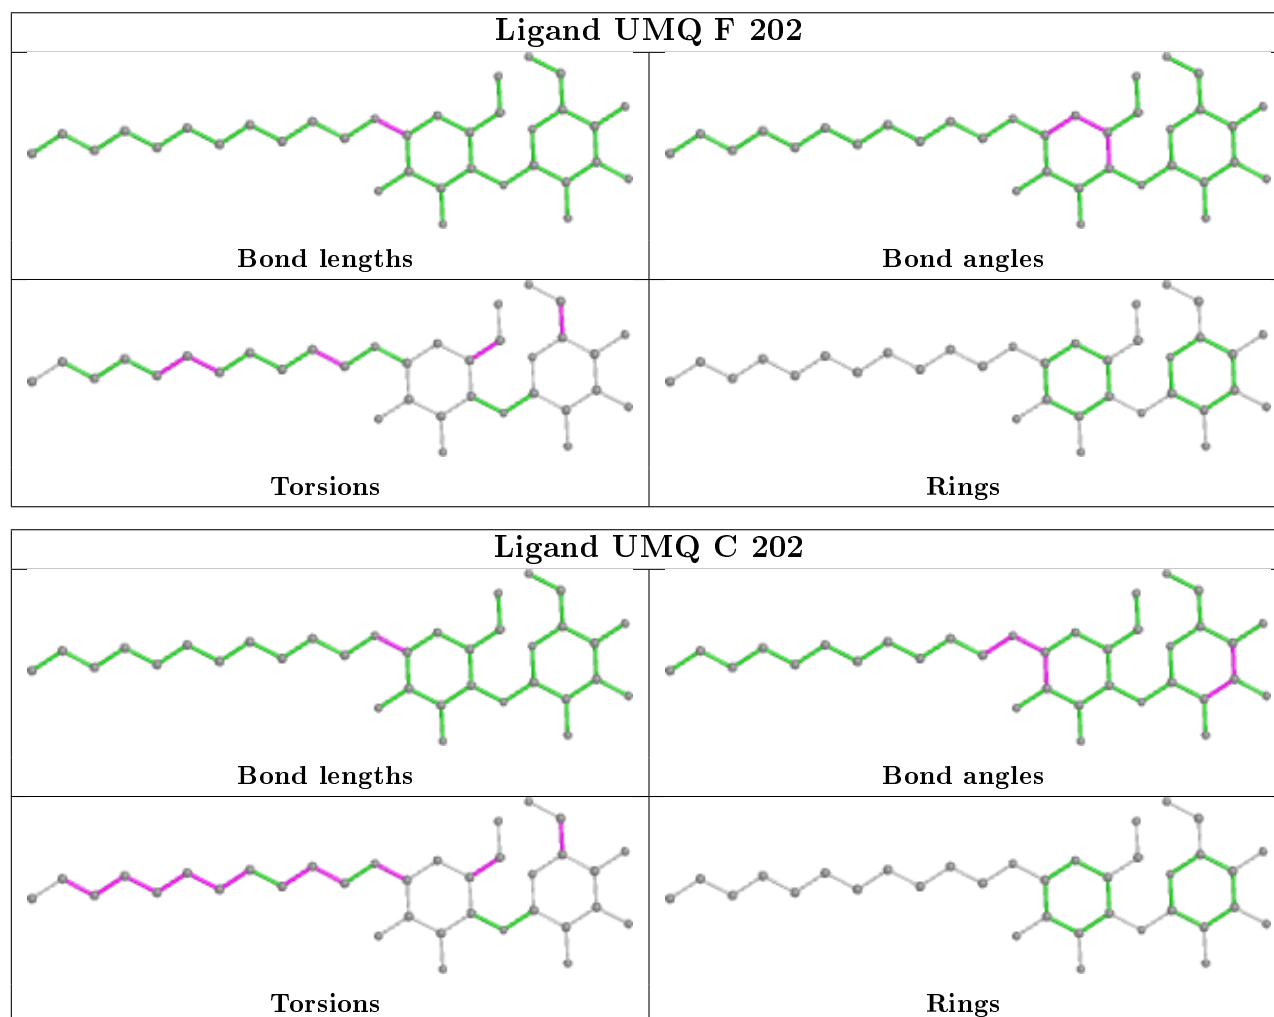 Ligand UMQ F 202
Bond lengths
Bond angles
Torsions
Rings
Ligand UMQ C 202
Bond lengths
Bond angles
Torsions
Rings